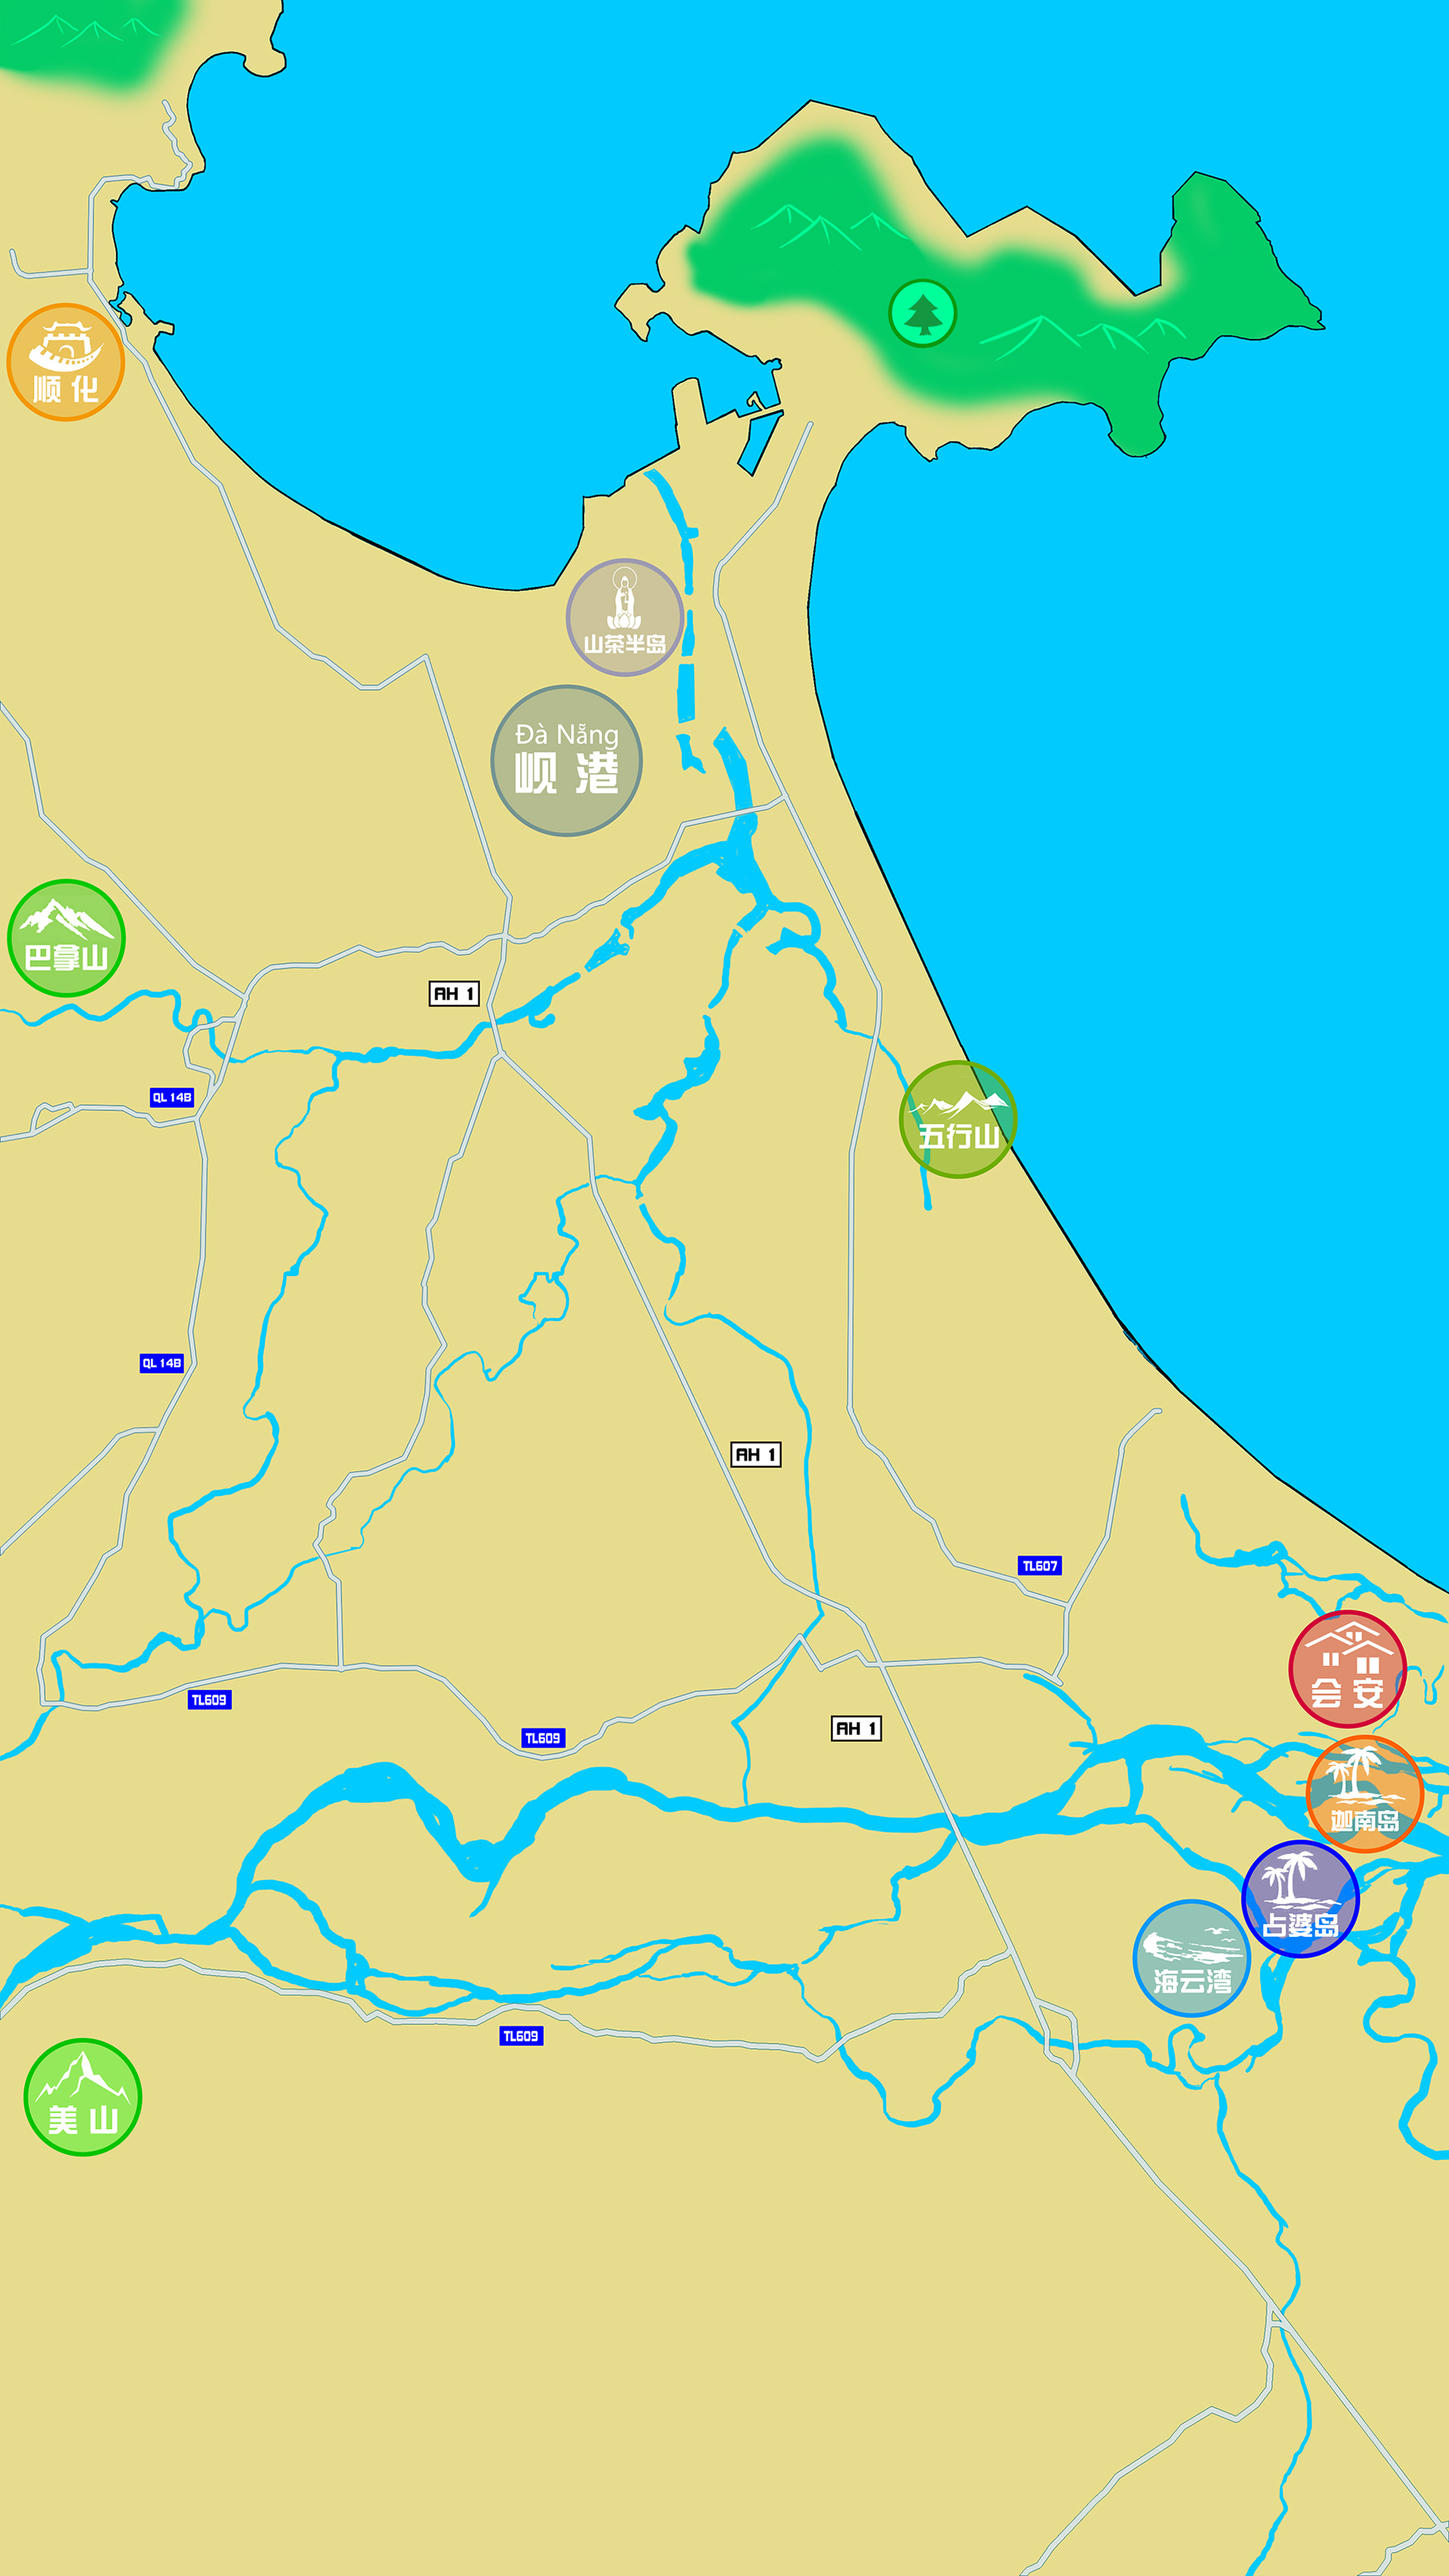 顺化
山茶半岛
Đà Nẵng
岘港
巴拿山
AH 1
QL 14B
五行山
QL 14B
AH 1
TL607
会安
TL609
AH 1
TL609
迦南岛
占婆岛
海云湾
TL609
美山